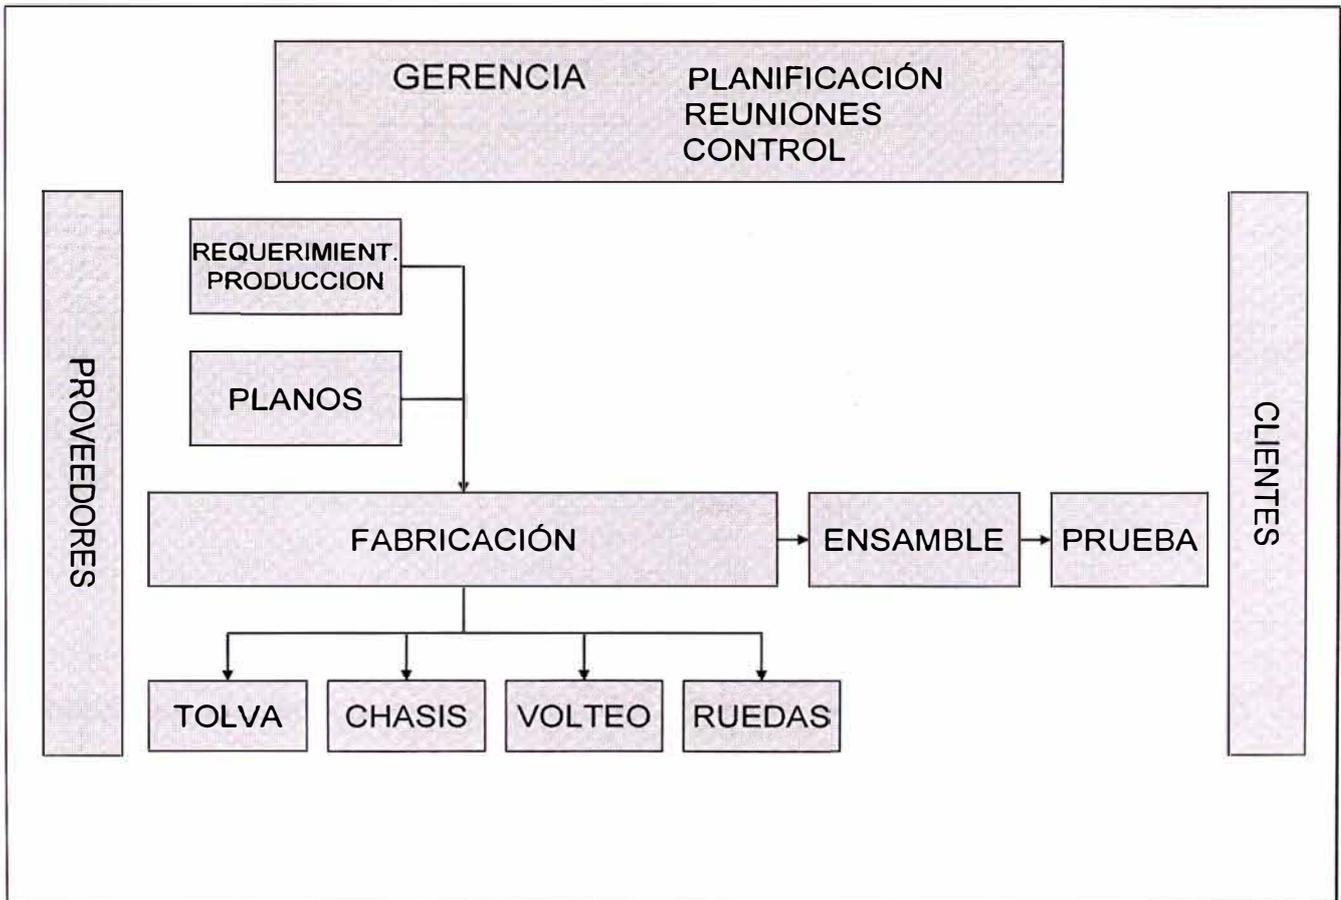 GERENCIA PLANIFICACIÓN
REUNIONES
CONTROL
REQUERIMIENT.
PRODUCCION
PLANOS
PROVEEDORES
CLIENTES
FABRICACIÓN
ENSAMBLE
PRUEBA
TOLVA
CHASIS
VOLTEO
RUEDAS